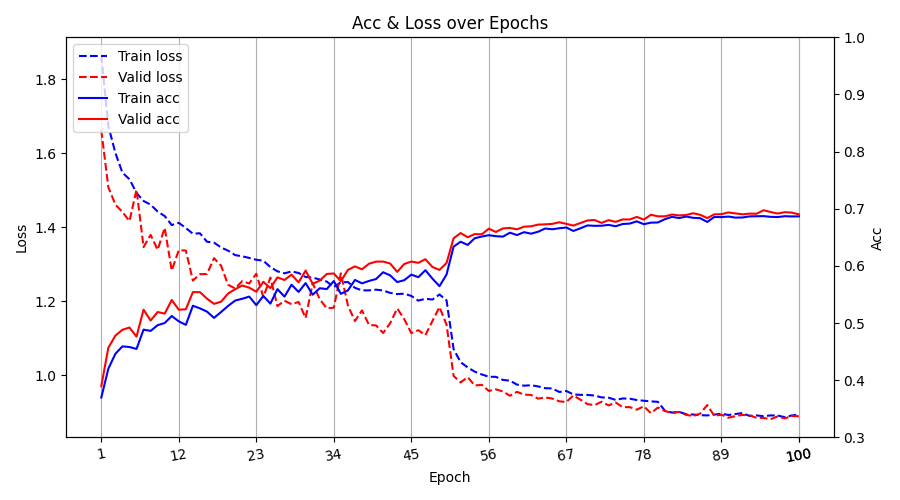 Acc & Loss over Epochs
Train loss
Valid loss
Train acc
Valid acc
Loss
1.8
1.6
1.4
1.2
1.0
Acc
1.0
0.9
0.8
0.7
0.6
0.5
0.4
0.3
1 12 23 34 45 56 67 78 89 100
Epoch